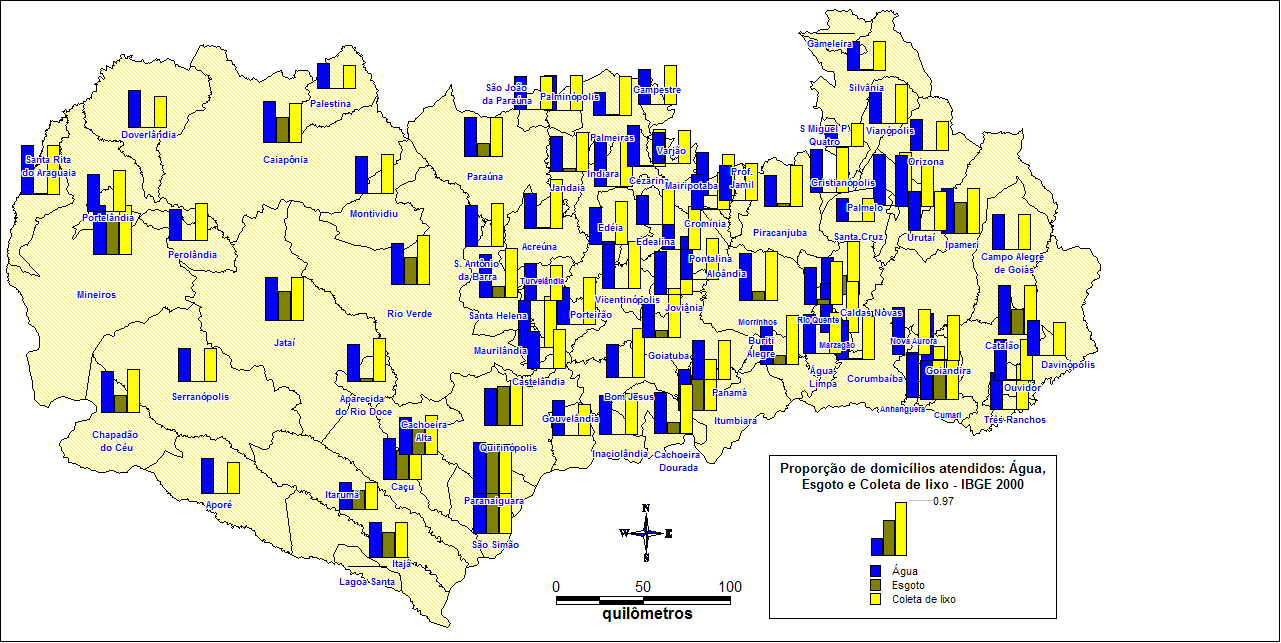 Gameleira
Silvânia
São João
da Paraúna
Palminópolis
Campestre
Palestina
Vianópolis
S Miguel P
Quatro
Doverlândia
Palmeiras
Varjão
Caiapônia
Orizona
Santa Rita
do Araguaia
Paraúna
Indiara
Cezarina
Jandaia
Mairipotaba
Prof.
Jamil
Cristianópolis
Palmelo
Montividiu
Portelândia
Edéia
Cromínia
Edealina
Piracanjuba
Santa Cruz
Urutaí
Ipameri
Acreúna
Perolândia
Pontalina
Aloândia
Campo Alegre
de Goiás
S. Antônio
da Barra
Turvelândia
Mineiros
Vicentinópolis
Joviânia
Rio Verde
Santa Helena
Porteirão
Morrinhos
Rio Quente
Caldas Novas
Jataí
Maurilândia
Goiatuba
Buriti
Alegre
Marzagão
Nova Aurora
Catalão
Davinópolis
Água
Limpa
Corumbaíba
Goiandira
Castelândia
Ouvidor
Serranópolis
Aparecida
do Rio Doce
Bom Jesus
Panamá
Anhanguera
Cumari
Três Ranchos
Gouvelândia
Itumbiara
Cachoeira
Alta
Chapadão
do Céu
Quirinópolis
Inaciolândia
Cachoeira
Dourada
Caçu
Itarumã
Paranaiguara
Aporé
São Simão
Itajá
Lagoa Santa
N
W
E
S
0 50 100
quilômetros
Proporção de domicílios atendidos: Água,
Esgoto e Coleta de lixo - IBGE 2000
0.97
Água
Esgoto
Coleta de lixo